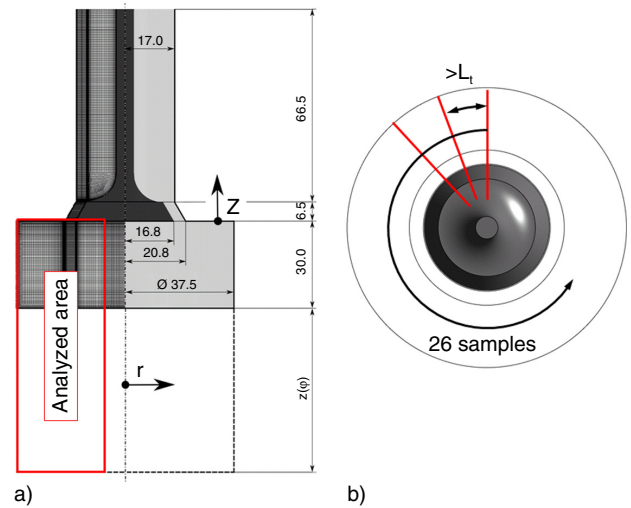 17.0
66.5
6.5
Z
16.8
20.8
30.0
Ø 37.5
Analyzed area
r
z(φ)
a)
>Lt
26 samples
b)